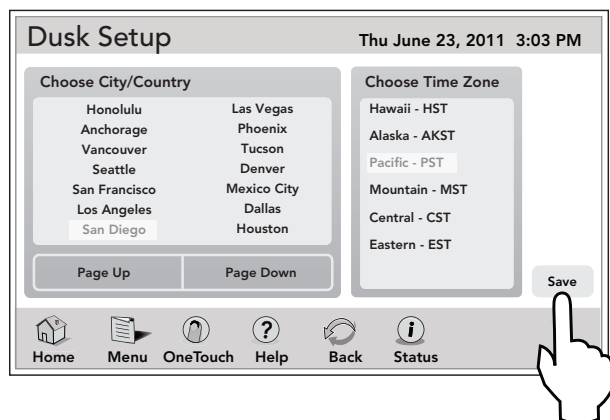 Dusk Setup
Thu June 23, 2011 3:03 PM
Choose City/Country
Honolulu
Anchorage
Vancouver
Seattle
San Francisco
Los Angeles
San Diego
Las Vegas
Phoenix
Tucson
Denver
Mexico City
Dallas
Houston
Page Up
Page Down
Choose Time Zone
Hawaii - HST
Alaska - AKST
Pacific - PST
Mountain - MST
Central - CST
Eastern - EST
Save
Home
Menu
OneTouch
? Help
Back
i Status